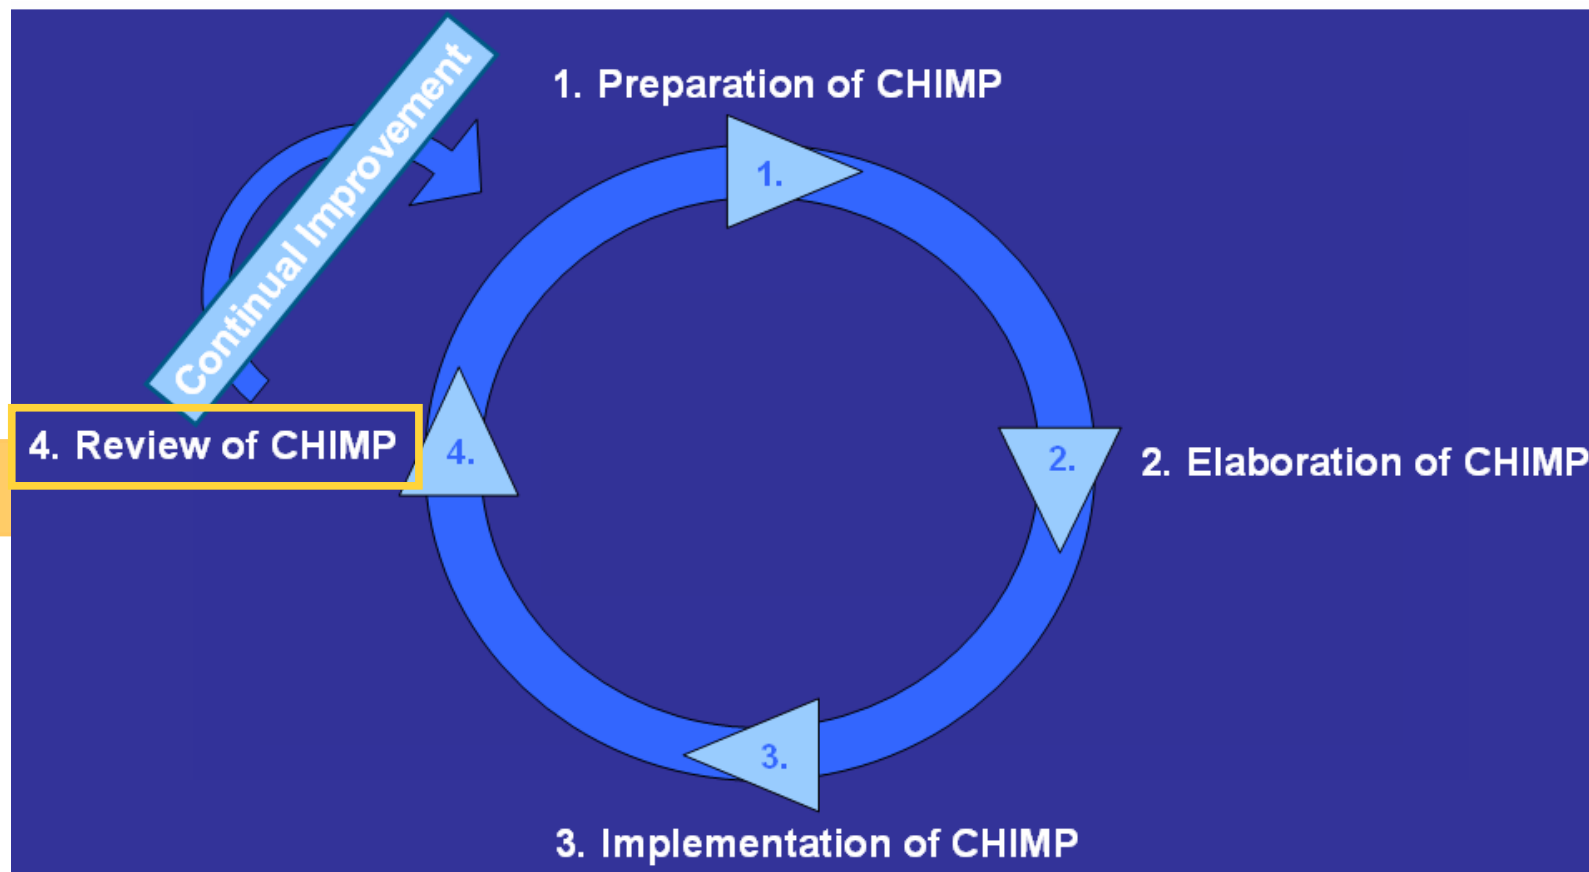 Continual Improvement
1. Preparation of CHIMP
1.
4. Review of CHIMP
4.
2.
2. Elaboration of CHIMP
3.
3. Implementation of CHIMP